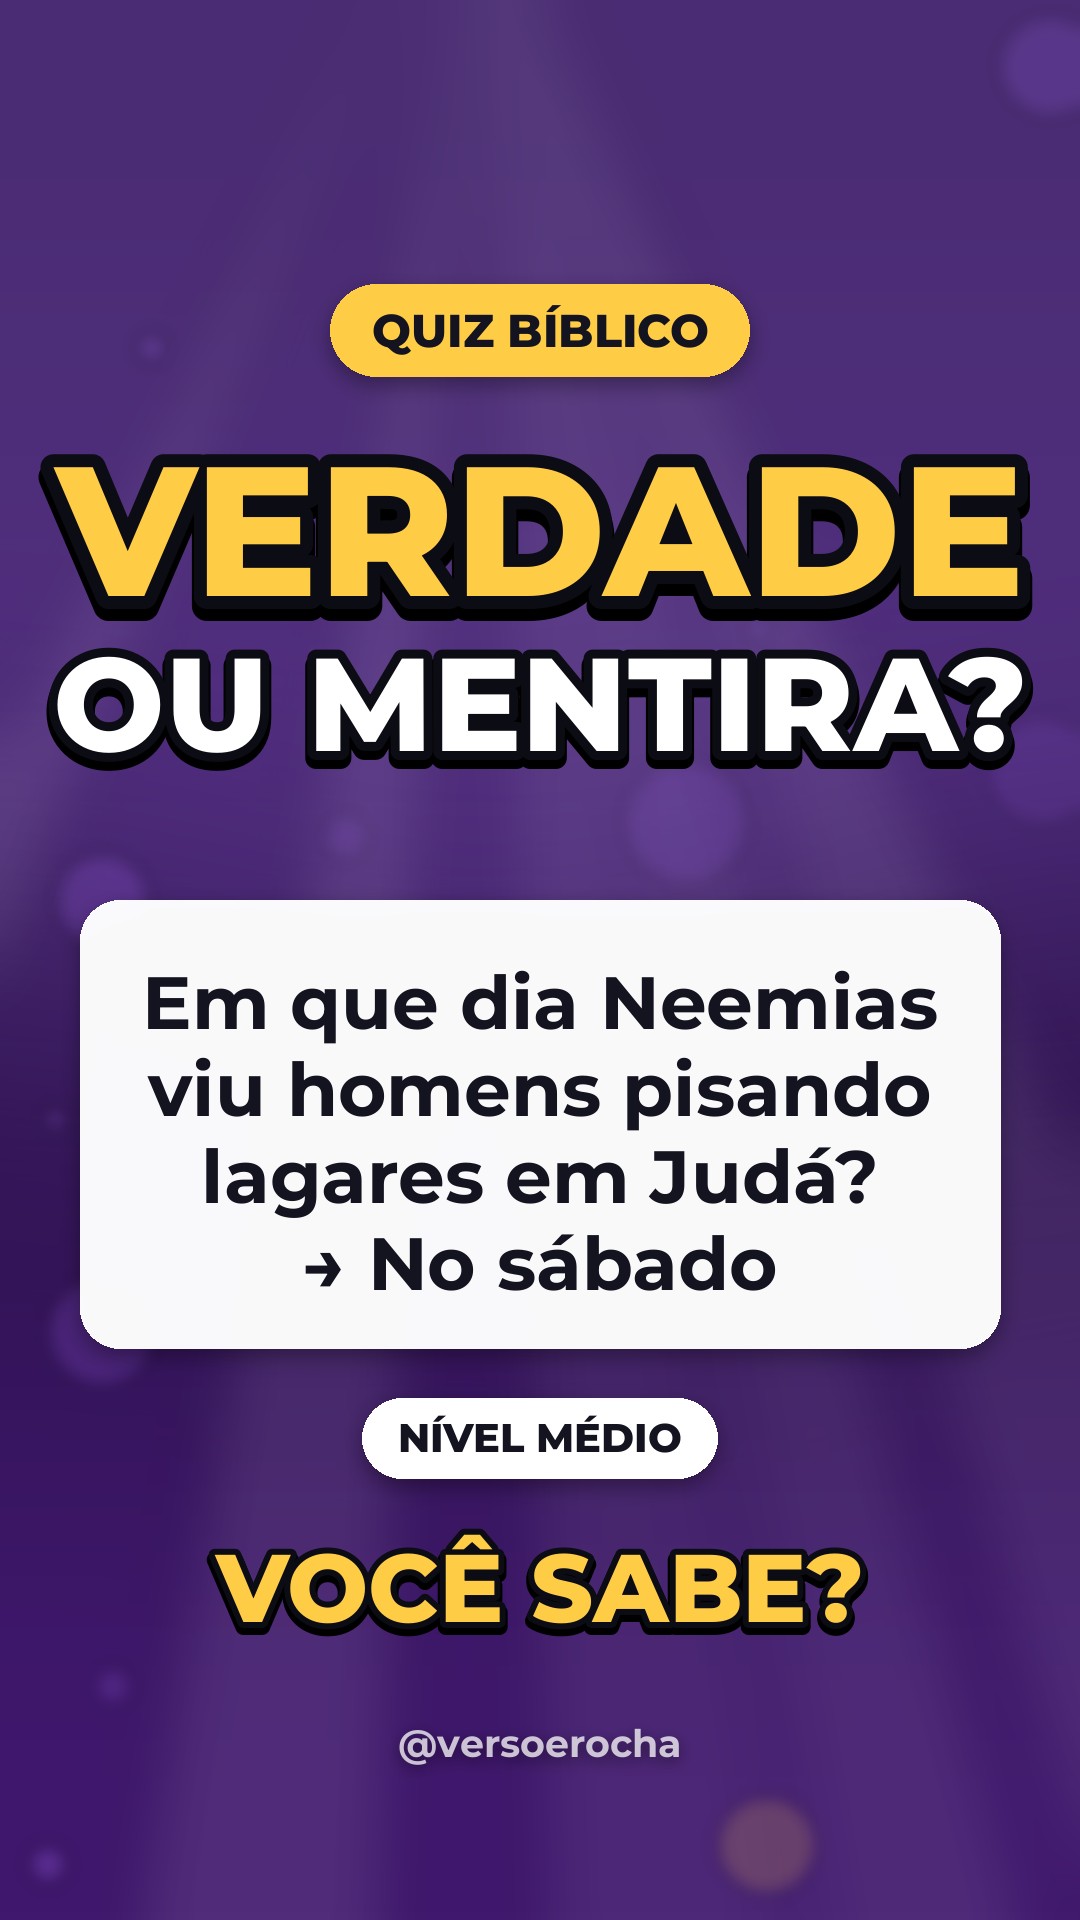 QUIZ BÍBLICO
VERDADE
OU MENTIRA?
Em que dia Neemias
viu homens pisando
lagares em Judá?
→ No sábado
NÍVEL MÉDIO
VOCÊ SABE?
@versoerocha